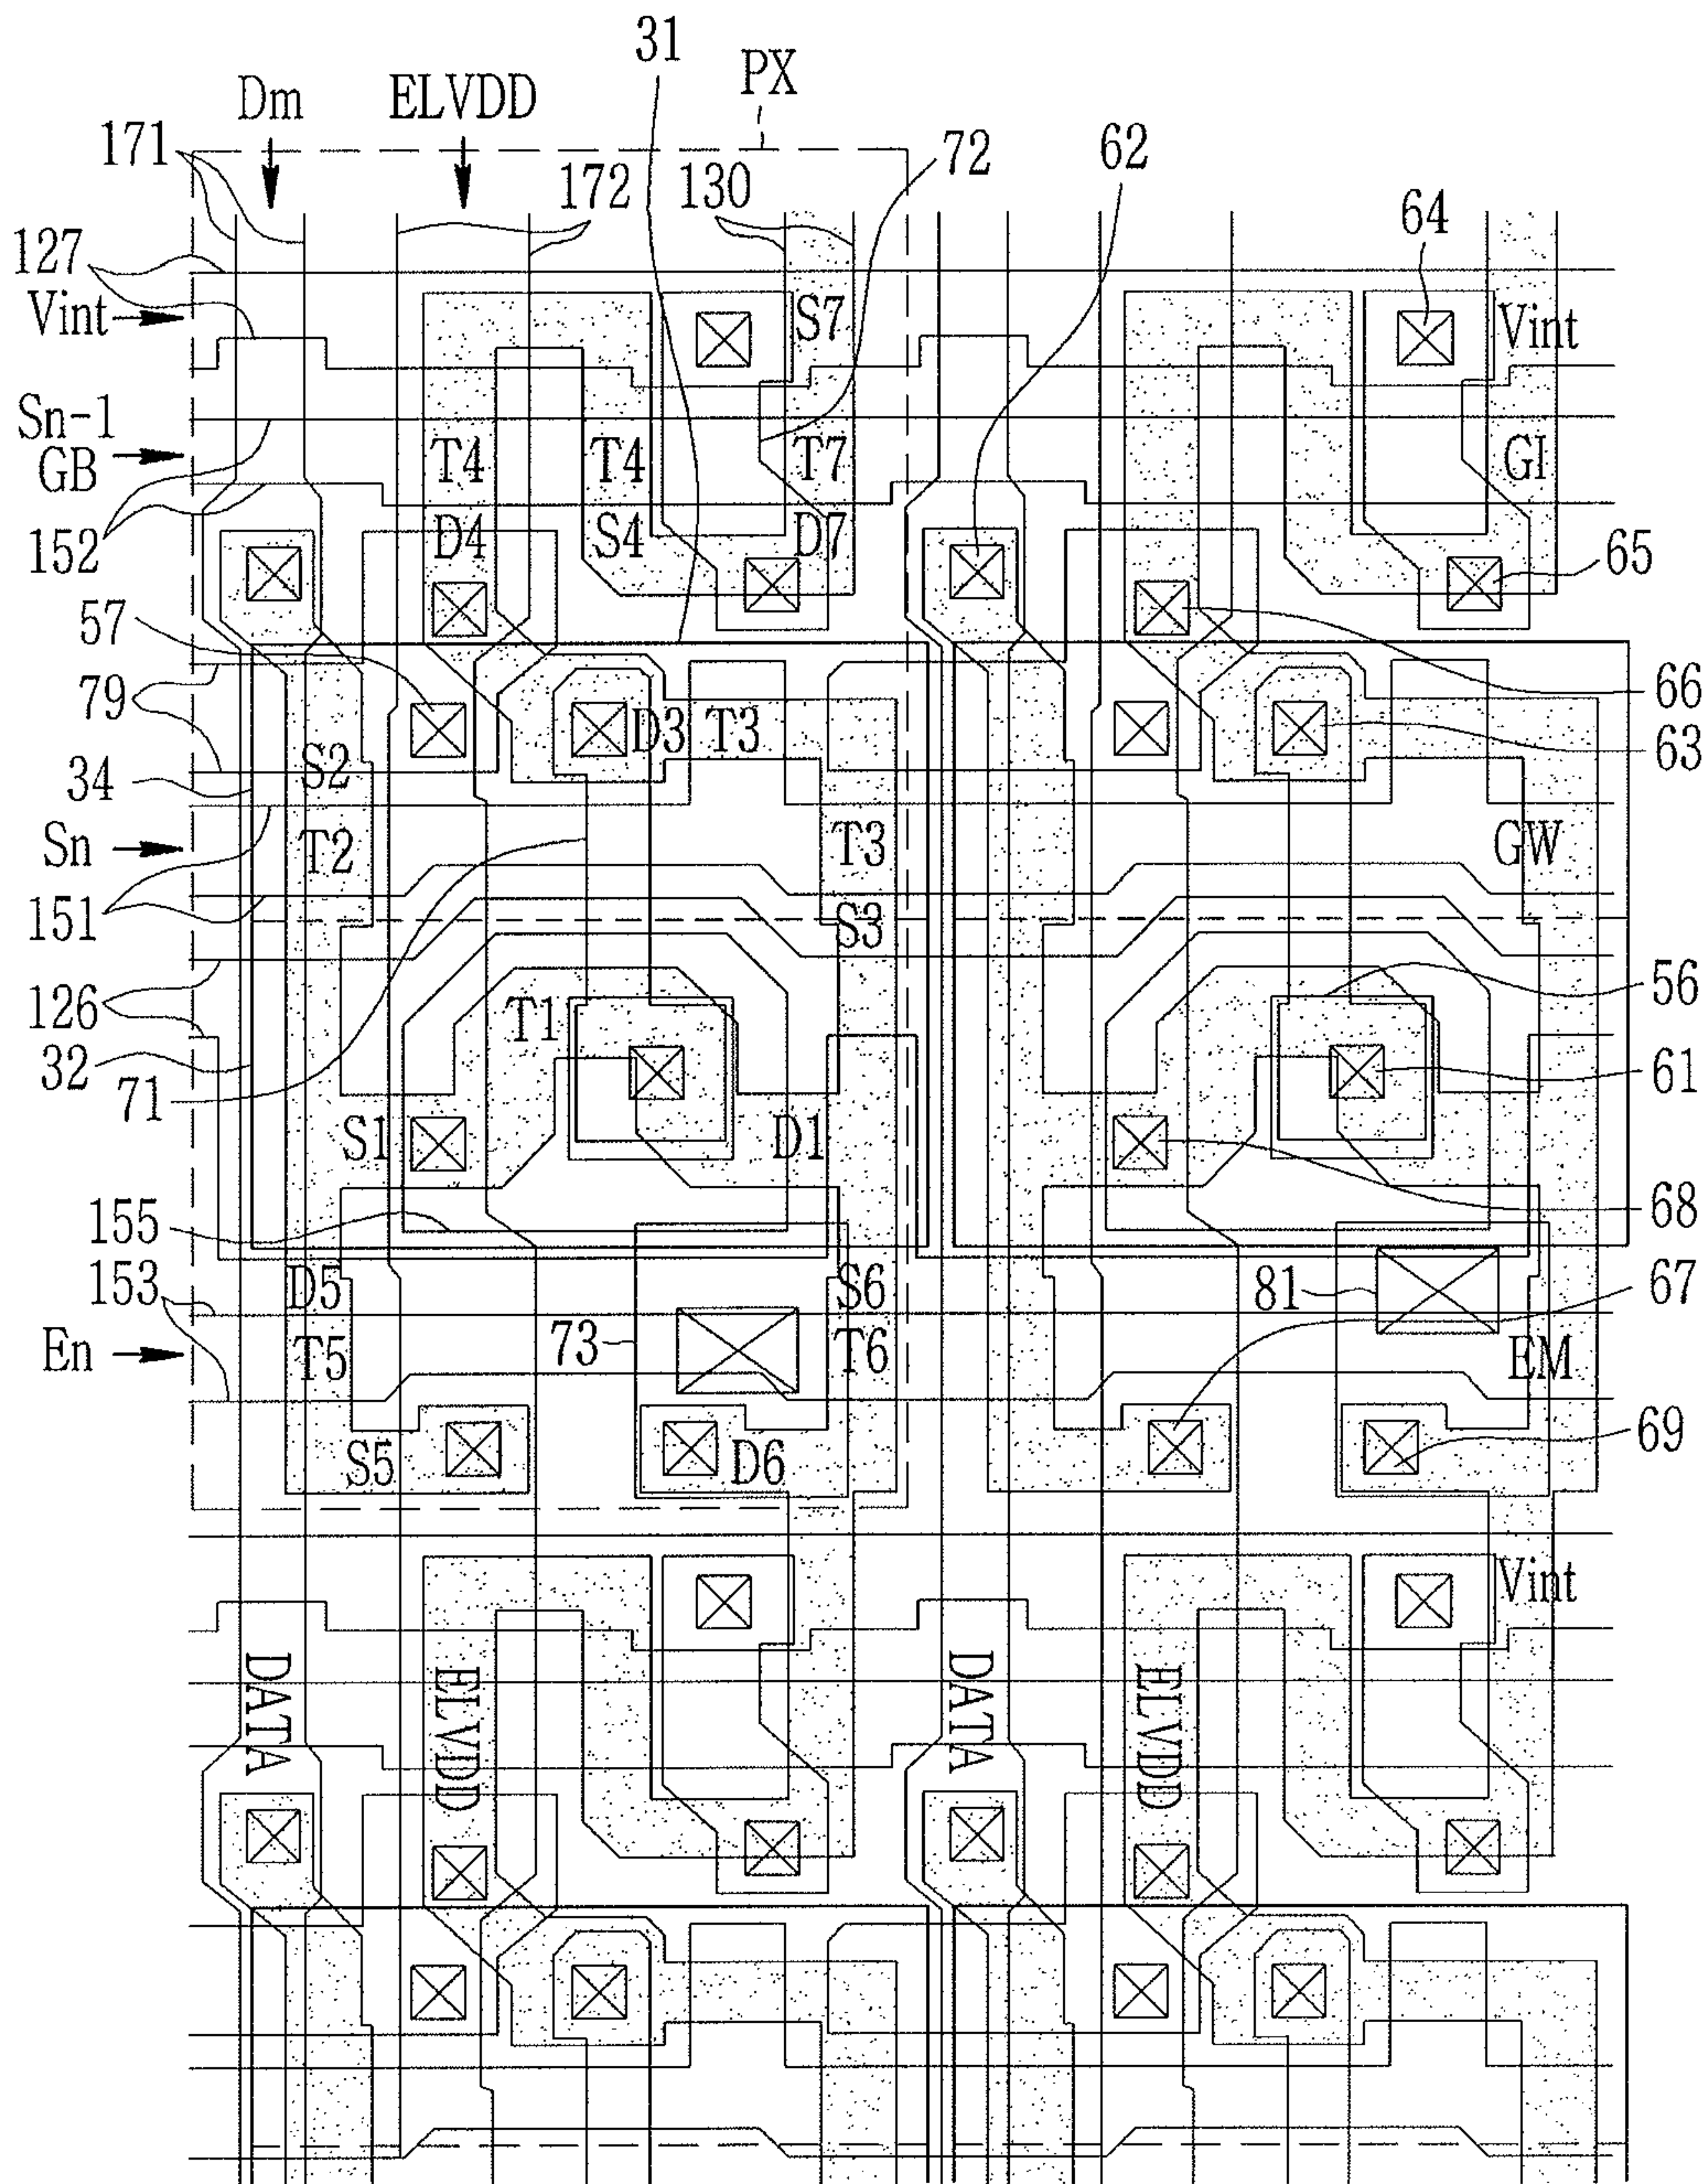 31
PX
Dm
ELVDD
171
172
130
72
62
64
127
Vint
S7
Vint
Sn-1
GB
T4
T4
T7
GI
152
D4
S4
D7
65
57
66
79
D3
T3
63
34
S2
Sn
T2
T3
GW
151
S3
126
T1
56
32
71
61
S1
D1
155
68
153
D5
S6
81
67
En
T5
73
T6
EM
S5
D6
69
Vint
DATA
ELVDD
DATA
ELVDD